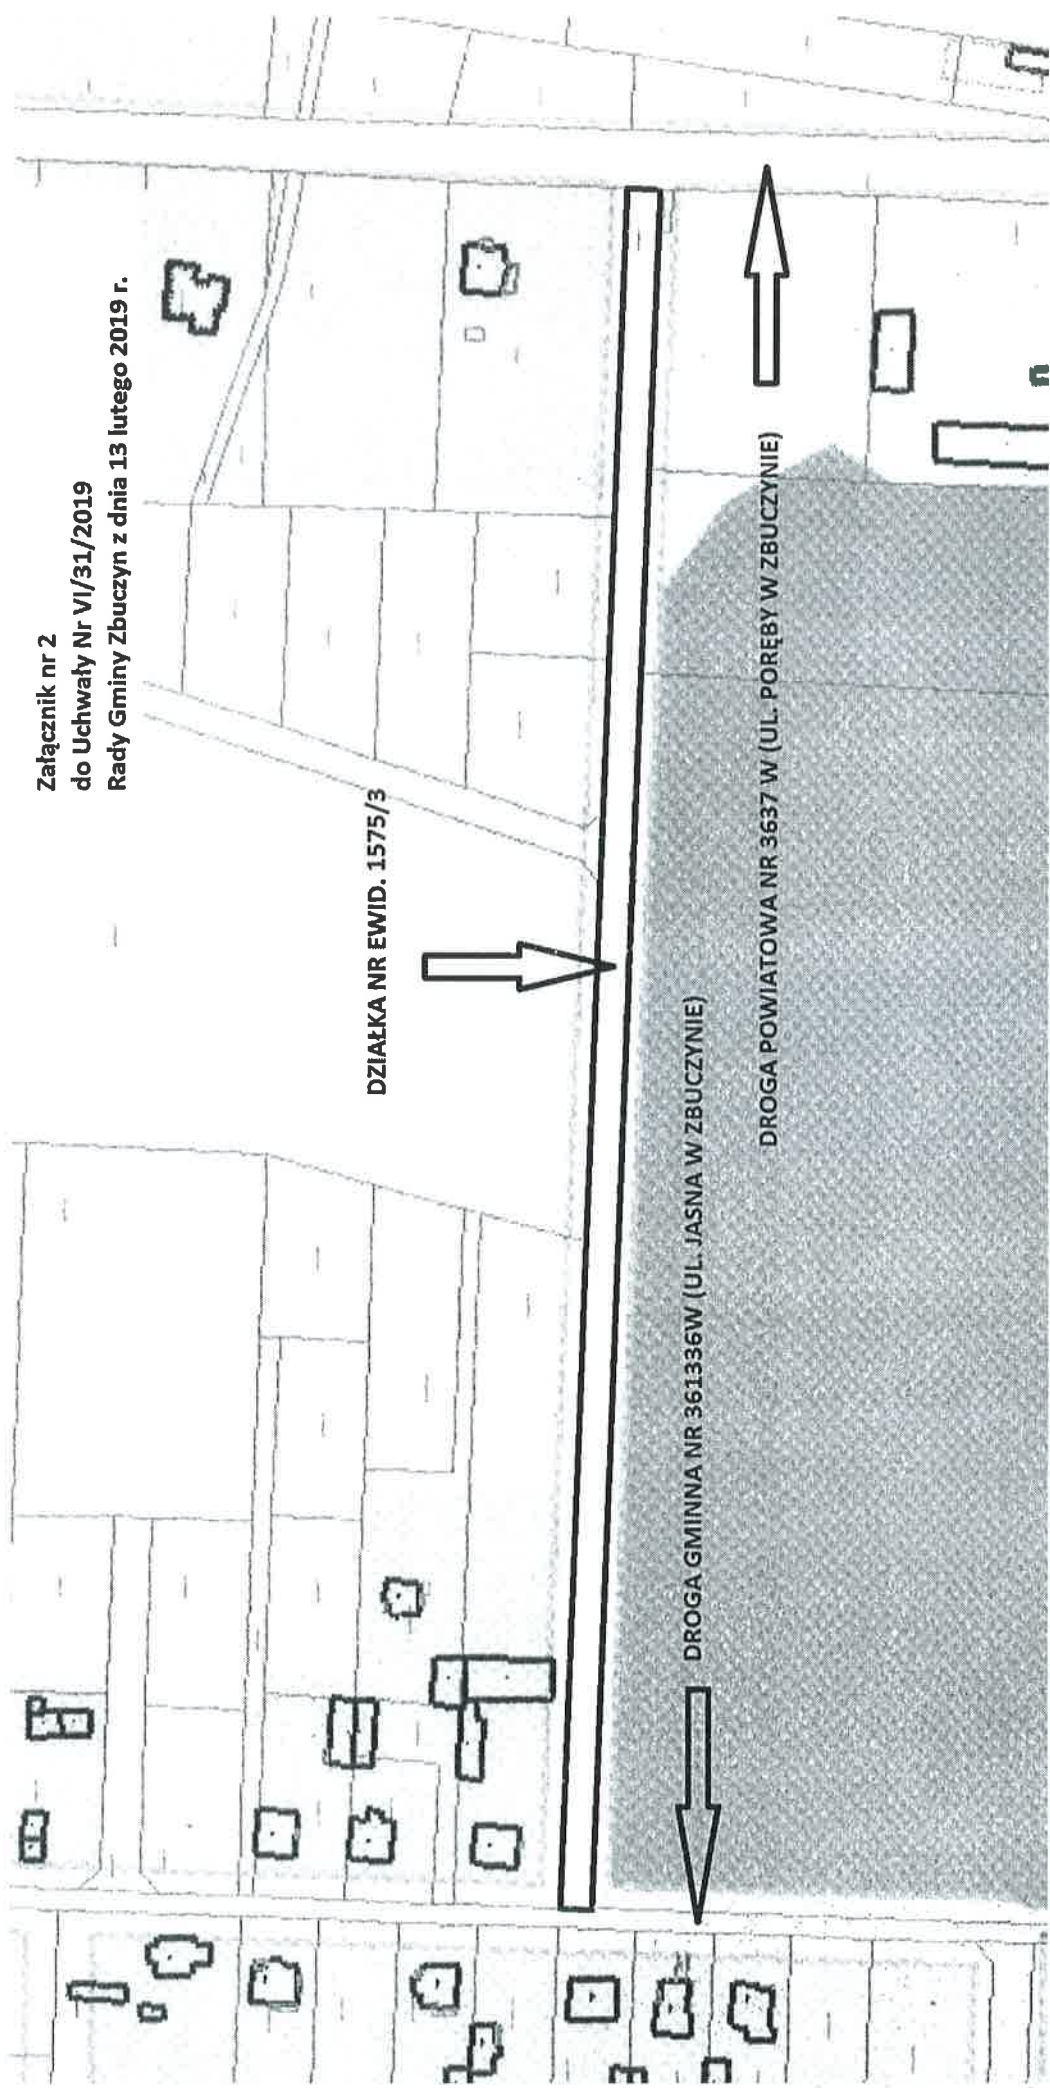 Załącznik nr 2
do Uchwały Nr VI/31/2019
Rady Gminy Zbuczyn z dnia 13 lutego 2019 r.
DZIAŁKA NR EWID. 1575/3
DROGA GMINNA NR 361336W (UL. JASNA W ZBUCZYNIE)
DROGA POWIATOWA NR 3637 W (UL. PORĘBY W ZBUCZYNIE)